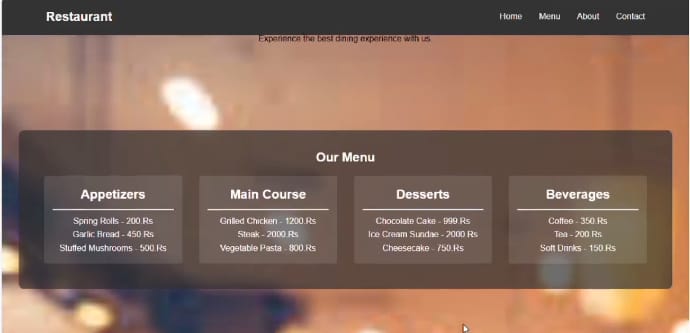 Restaurant
Home Menu About Contact
Experience the best dining experience with us
Our Menu
Appetizers
Spring Rolls - 200.Rs
Garlic Bread - 450 Rs
Stuffed Mushrooms - 500.Rs
Main Course
Grilled Chicken - 1200.Rs
Steak - 2000.Rs
Vegetable Pasta - 800.Rs
Desserts
Chocolate Cake - 999.Rs
Ice Cream Sundae - 2000 Rs
Cheesecake - 750.Rs
Beverages
Coffee - 350.Rs
Tea - 200 Rs
Soft Drinks - 150.Rs